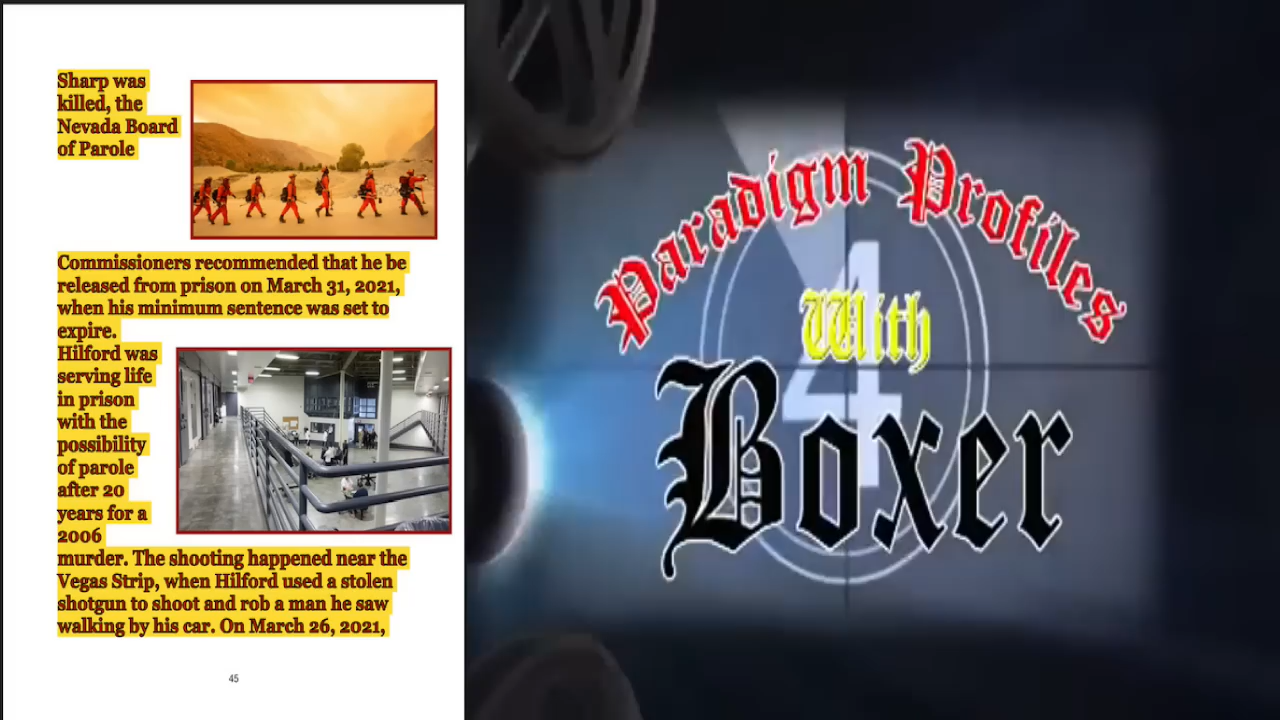 Sharp was
killed, the
Nevada Board
of Parole
Commissioners recommended that he be
released from prison on March 31, 2021,
when his minimum sentence was set to
expire.
Hilford was
serving life
in prison
with the
possibility
of parole
after 20
years for a
2006
murder. The shooting happened near the
Vegas Strip, when Hilford used a stolen
shotgun to shoot and rob a man he saw
walking by his car. On March 26, 2021,
45
Paradigm Profiles
With
4
Boxer